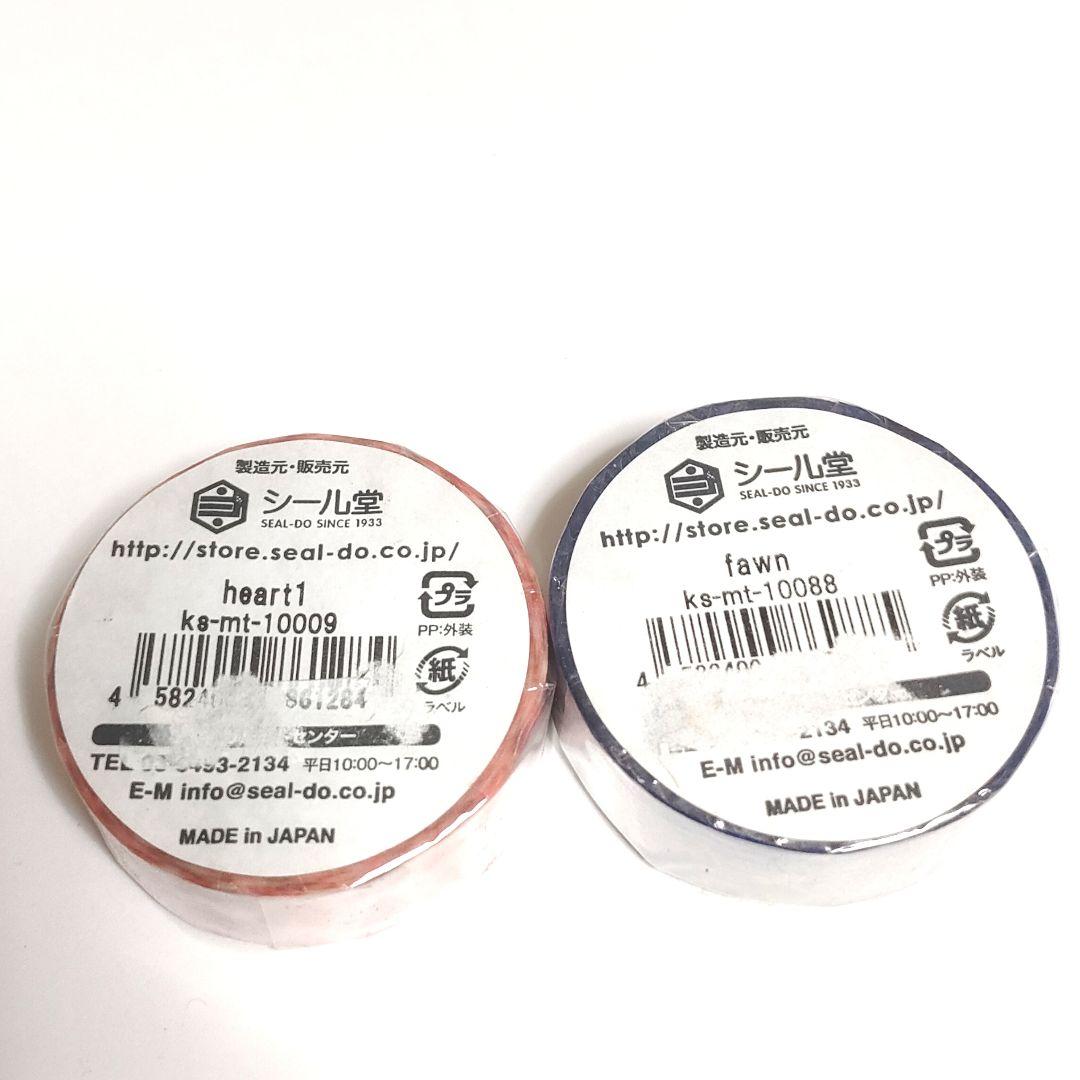 製造元・販売元
シール堂
SEAL-DO SINCE 1933
http://store.seal-do.co.jp/
heart1
ks-mt-10009
プラ
PP:外装
紙
ラベル
4 5824 861284
センター
TEL 03-3493-2134 平日10:00〜17:00
E-M info@seal-do.co.jp
MADE in JAPAN
製造元・販売元
シール堂
SEAL-DO SINCE 1933
http://store.seal-do.co.jp/
fawn
ks-mt-10088
プラ
PP:外装
紙
ラベル
4
2134 平日10:00〜17:00
E-M info@seal-do.co.jp
MADE in JAPAN